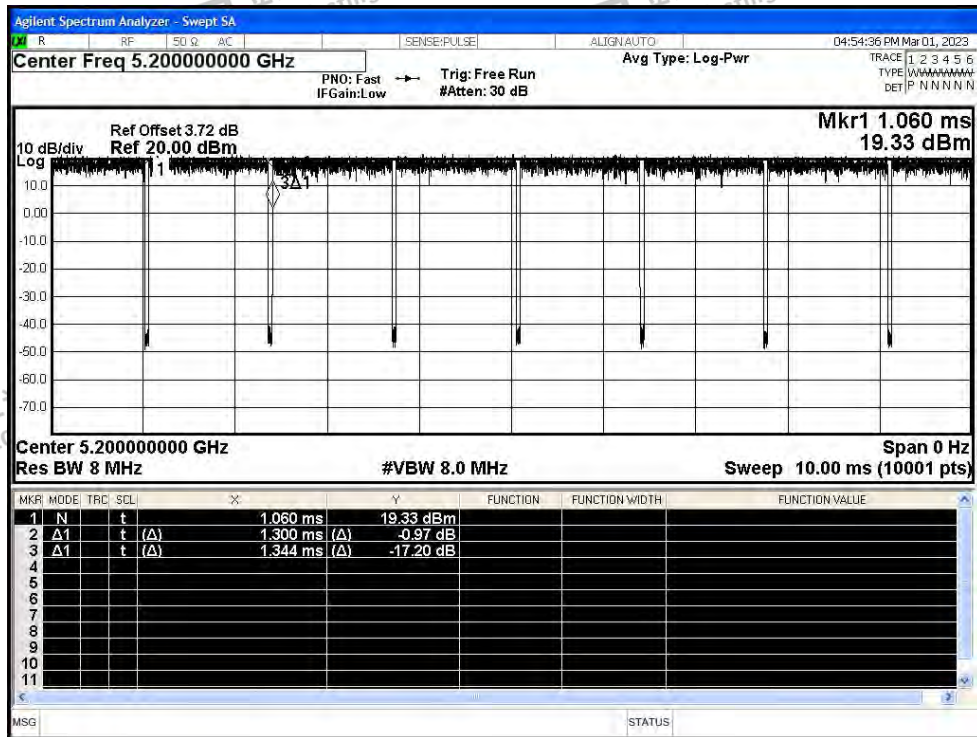 Agilent Spectrum Analyzer - Swept SA
LXI R RF 50 Ω AC SENSE:PULSE ALIGNAUTO 04:54:36 PM Mar 01, 2023
Center Freq 5.200000000 GHz
Avg Type: Log-Pwr
TRACE 1 2 3 4 5 6
TYPE
DET P N N N N N
PNO: Fast Trig: Free Run
IFGain:Low #Atten: 30 dB
Mkr1 1.060 ms
19.33 dBm
Ref Offset 3.72 dB
10 dB/div Ref 20.00 dBm
Log
1
3Δ1
10.0
0.00
-10.0
-20.0
-30.0
-40.0
-50.0
-60.0
-70.0
Center 5.200000000 GHz Span 0 Hz
Res BW 8 MHz #VBW 8.0 MHz Sweep 10.00 ms (10001 pts)
MKR MODE TRC SCL X Y FUNCTION FUNCTION WIDTH FUNCTION VALUE
1 N t 1.060 ms 19.33 dBm
2 Δ1 t (Δ) 1.300 ms (Δ) -0.97 dB
3 Δ1 t (Δ) 1.344 ms (Δ) -17.20 dB
4
5
6
7
8
9
10
11
MSG STATUS